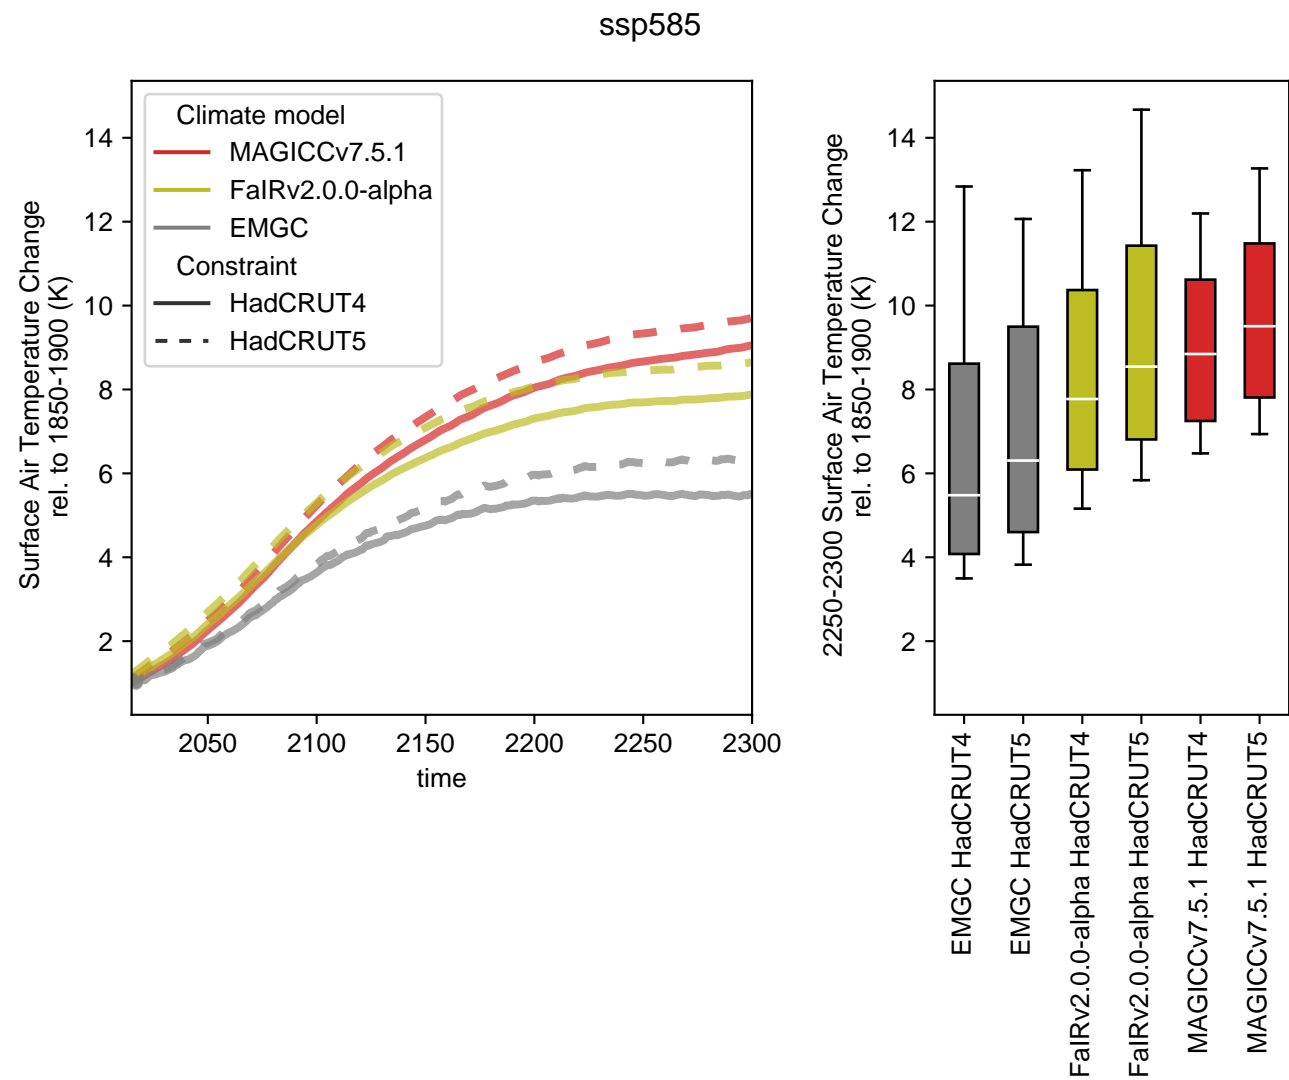 ssp585
Surface Air Temperature Change
rel. to 1850-1900 (K)
14
12
10
8
6
4
2
Climate model
MAGICCv7.5.1
FaIRv2.0.0-alpha
EMGC
Constraint
HadCRUT4
HadCRUT5
2050
2100
2150
2200
2250
2300
time
2250-2300 Surface Air Temperature Change
rel. to 1850-1900 (K)
14
12
10
8
6
4
2
EMGC HadCRUT4
EMGC HadCRUT5
FaIRv2.0.0-alpha HadCRUT4
FaIRv2.0.0-alpha HadCRUT5
MAGICCv7.5.1 HadCRUT4
MAGICCv7.5.1 HadCRUT5